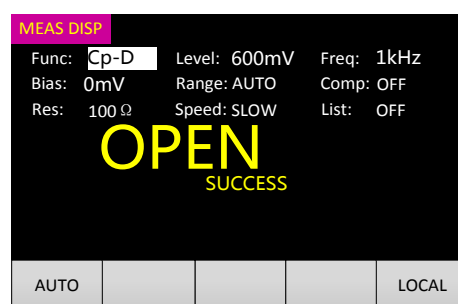 MEAS DISP
Func: Cp-D Level: 600mV Freq: 1kHz
Bias: 0mV Range: AUTO Comp: OFF
Res: 100 Ω Speed: SLOW List: OFF
OPEN
SUCCESS
AUTO LOCAL